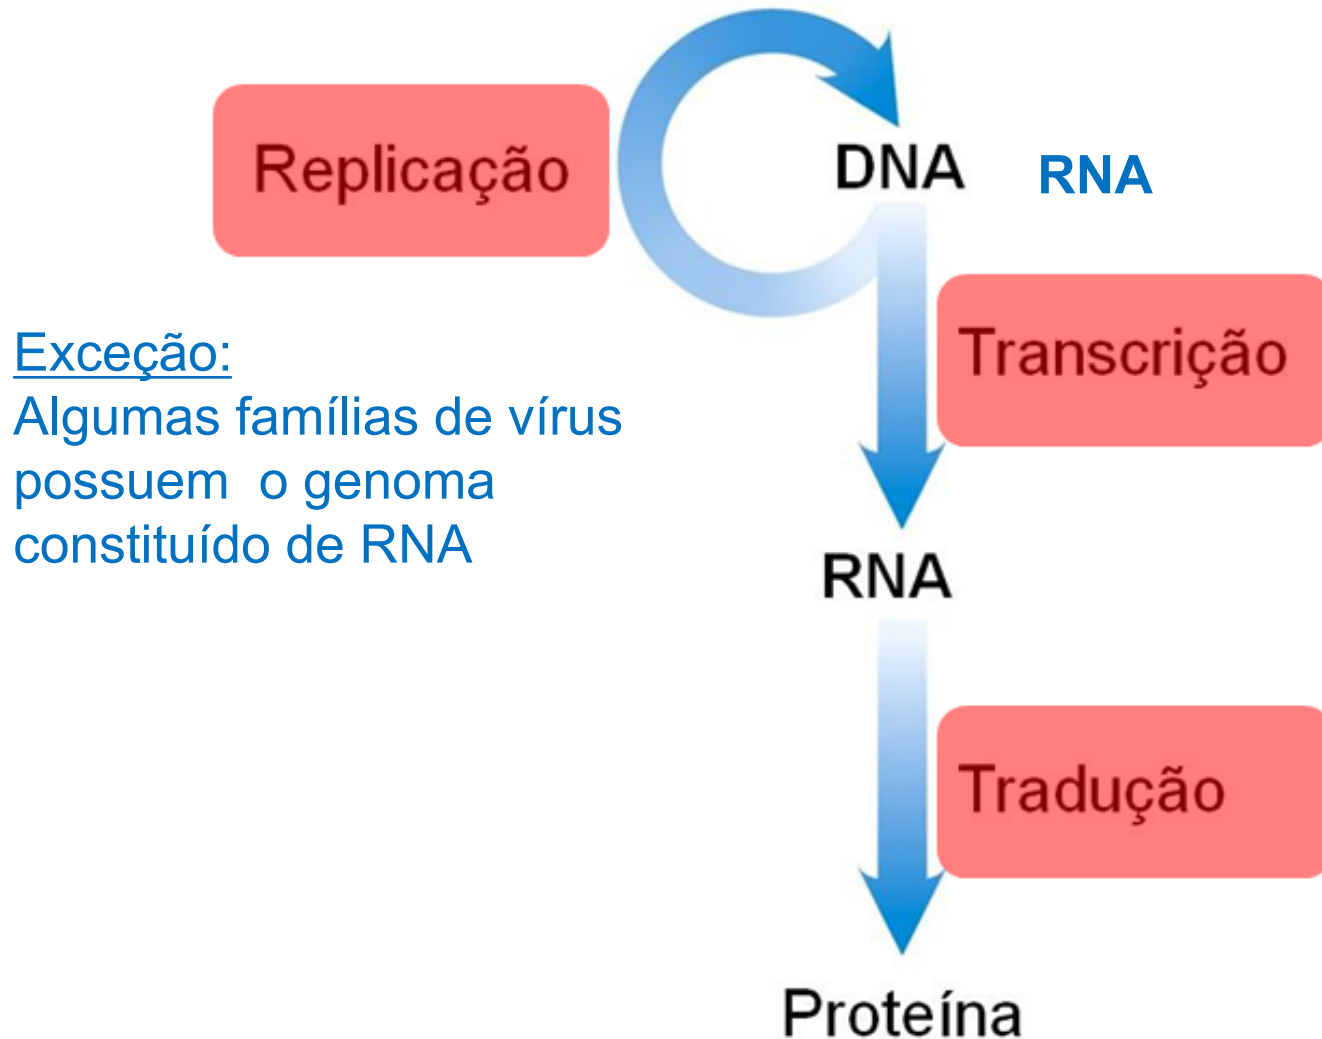 Replicação
DNA RNA
Transcrição
Exceção:
Algumas famílias de vírus
possuem o genoma
constituído de RNA
RNA
Tradução
Proteína